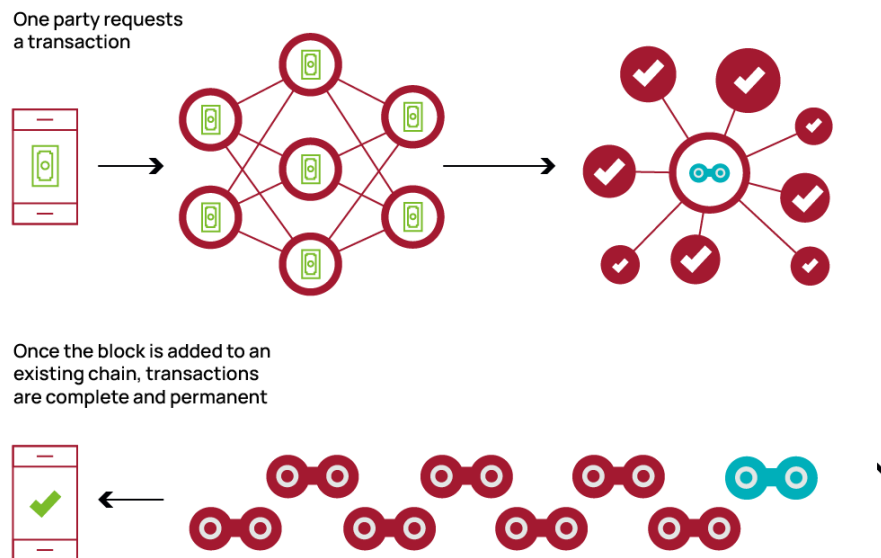 One party requests
a transaction
Once the block is added to an
existing chain, transactions
are complete and permanent